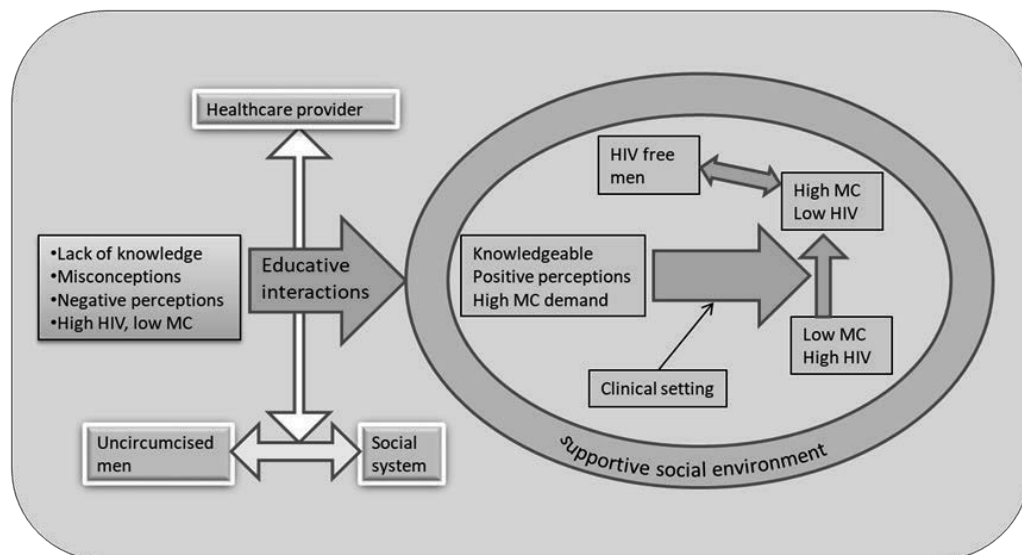 Healthcare provider
•Lack of knowledge
•Misconceptions
•Negative perceptions
•High HIV, low MC
Educative
interactions
Uncircumcised
men
Social
system
HIV free
men
High MC
Low HIV
Knowledgeable
Positive perceptions
High MC demand
Low MC
High HIV
Clinical setting
supportive social environment